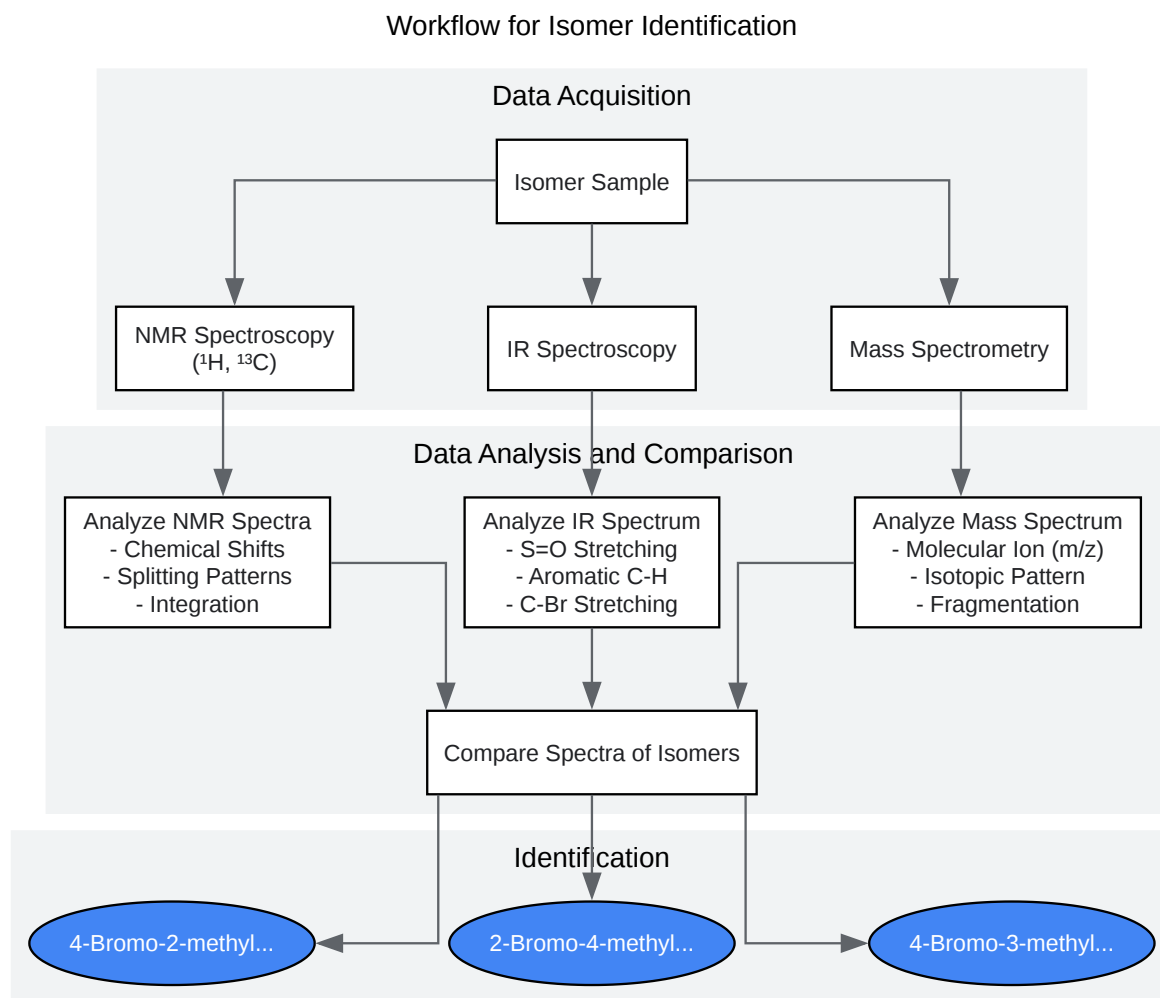 Workflow for Isomer Identification
Data Acquisition
Isomer Sample
NMR Spectroscopy
(¹H, ¹³C)
IR Spectroscopy
Mass Spectrometry
Data Analysis and Comparison
Analyze NMR Spectra
- Chemical Shifts
- Splitting Patterns
- Integration
Analyze IR Spectrum
- S=O Stretching
- Aromatic C-H
- C-Br Stretching
Analyze Mass Spectrum
- Molecular Ion (m/z)
- Isotopic Pattern
- Fragmentation
Compare Spectra of Isomers
Identification
4-Bromo-2-methyl...
2-Bromo-4-methyl...
4-Bromo-3-methyl...